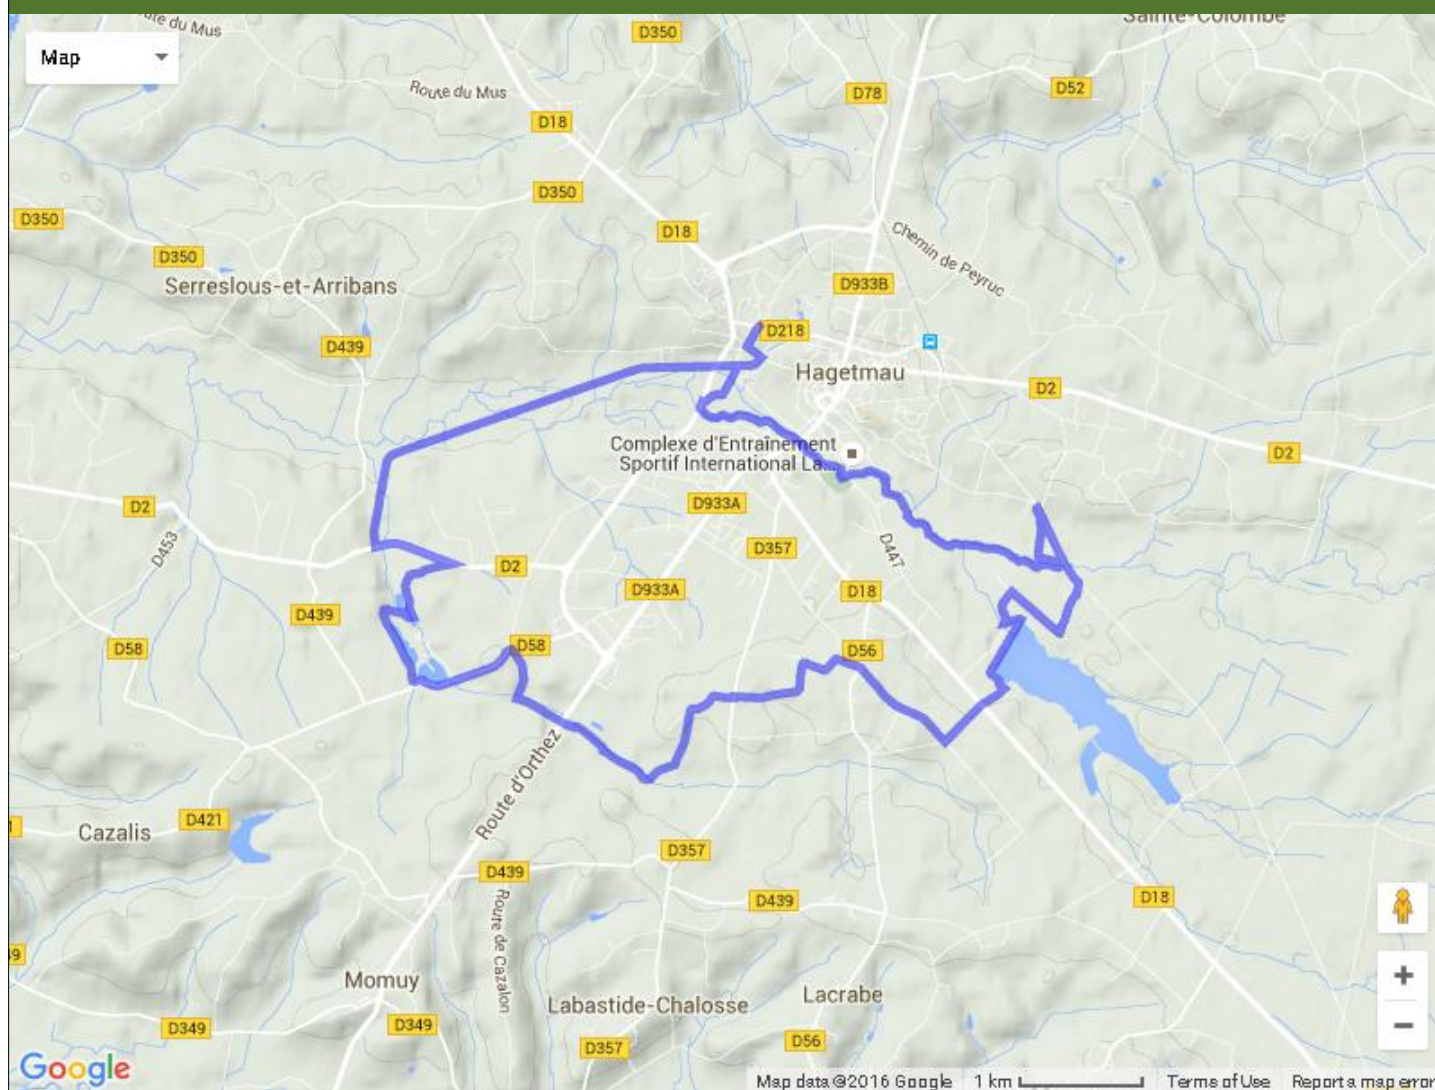 Sainte-Colombe
Route du Mus
D350
Map
D78
D52
Route du Mus
D18
D350
D350
D18
Chemin de Peyruc
D350
Serreslous-et-Arribans
D933B
D218
D439
Hagetmau
D2
Complexe d'Entraînement
Sportif International La...
D2
D2
D933A
D453
D357
D447
D2
D933A
D18
D439
D58
D58
D56
Route d'Orthez
Cazalis
D421
D357
D439
Route de Cazalon
D439
D18
Momuy
Labastide-Chalosse
Lacrabe
D349
D349
D357
D56
Google
Map data ©2016 Google
1 km
Terms of Use
Report a map error